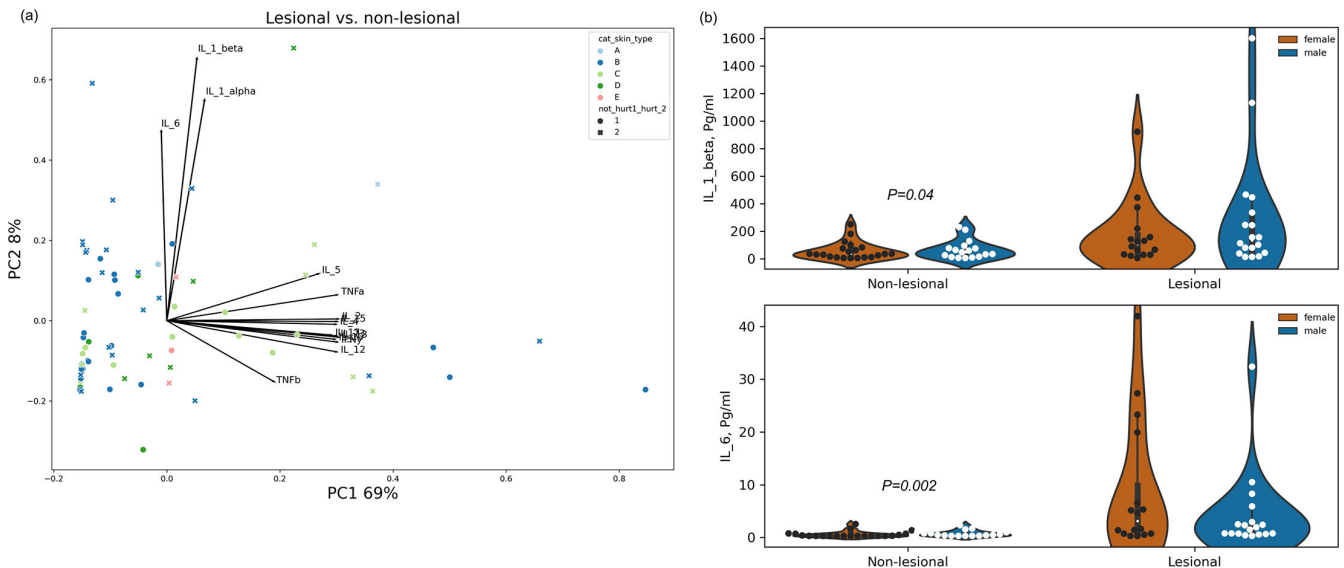 (a)
Lesional vs. non-lesional
cat_skin_type
A
B
C
D
E
not_hurt1_hurt_2
1
2
IL_1_beta
IL_1_alpha
IL_6
IL_5
TNFa
IL_2
IL_4
IL_12
TNFb
PC2 8%
0.6
0.4
0.2
0.0
−0.2
−0.2
0.0
0.2
0.4
0.6
0.8
PC1 69%
(b)
IL_1_beta, Pg/ml
1600
1400
1200
1000
800
600
400
200
0
female
male
P=0.04
Non-lesional
Lesional
IL_6, Pg/ml
40
30
20
10
0
female
male
P=0.002
Non-lesional
Lesional